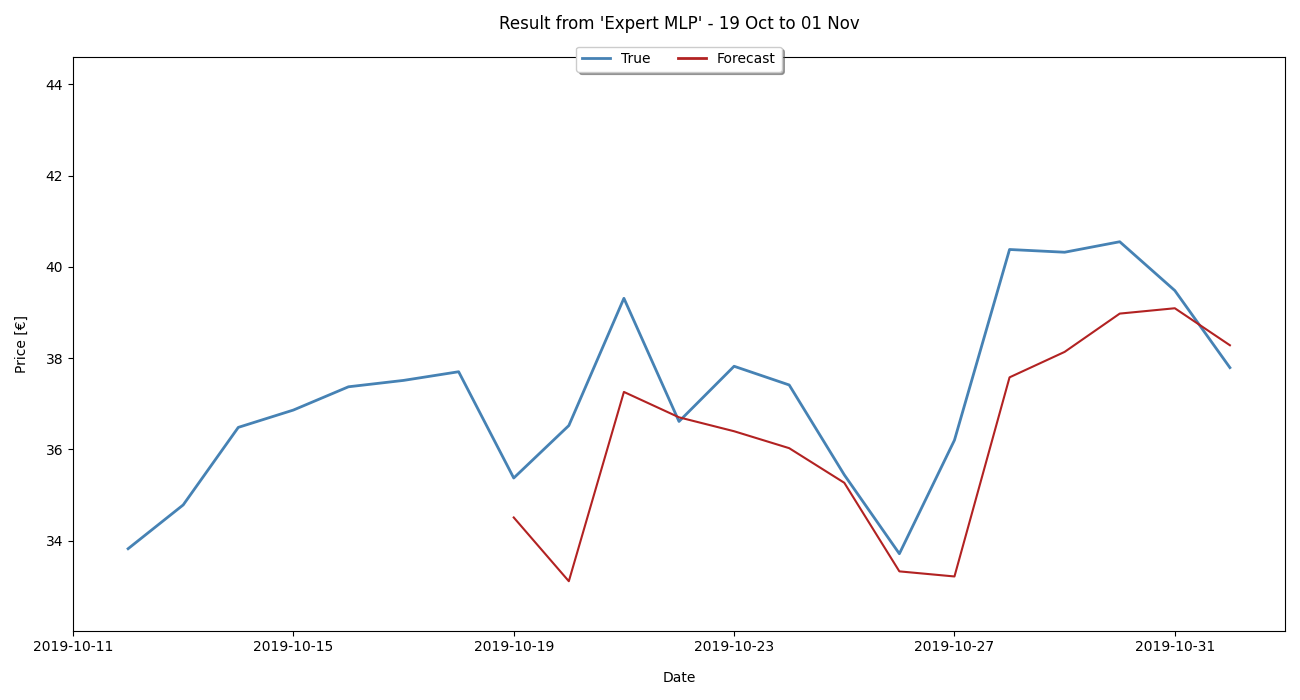 Result from 'Expert MLP' - 19 Oct to 01 Nov
True
Forecast
44
42
40
38
36
34
Price [€]
2019-10-11
2019-10-15
2019-10-19
2019-10-23
2019-10-27
2019-10-31
Date